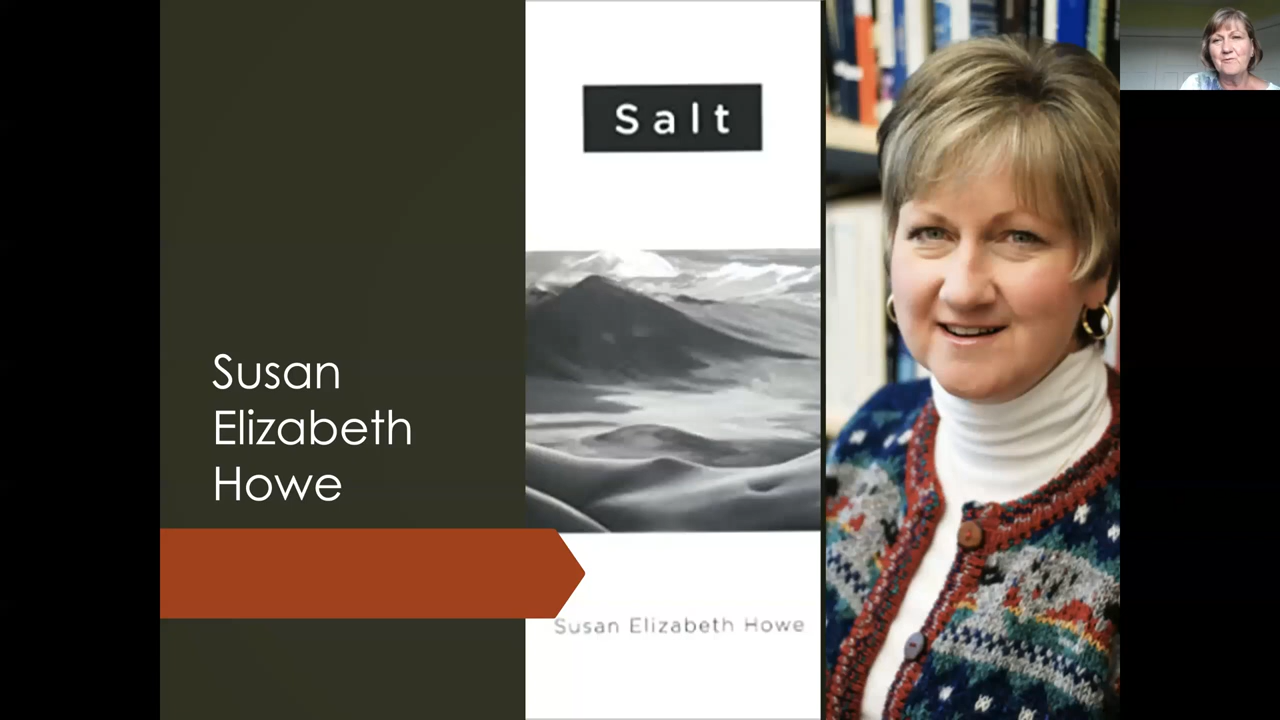 Susan
Elizabeth
Howe
Salt
Susan Elizabeth Howe